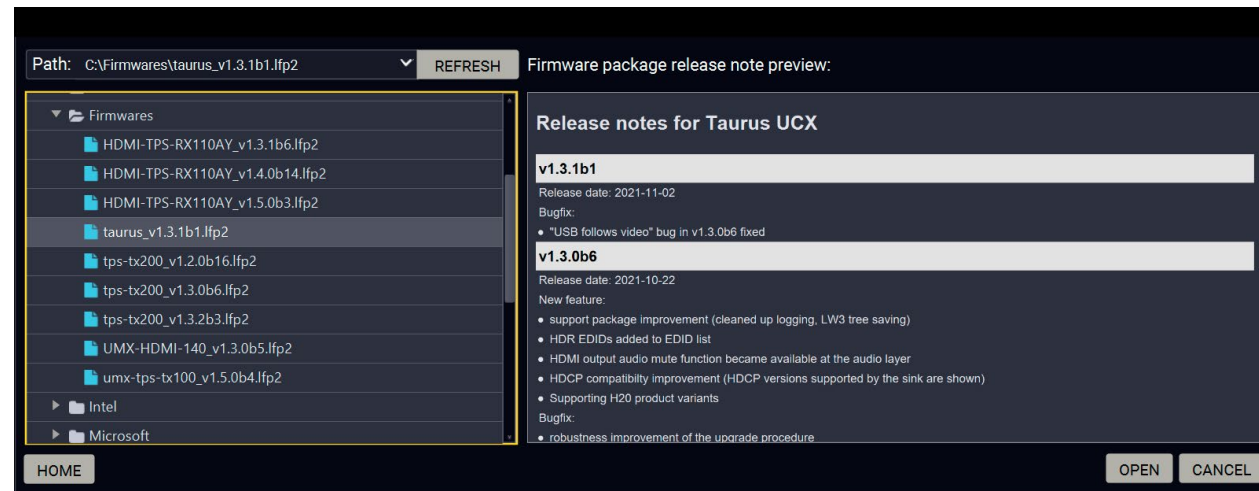 Path: C:\Firmwares\taurus_v1.3.1b1.lfp2 REFRESH
Firmwares
HDMI-TPS-RX110AY_v1.3.1b6.lfp2
HDMI-TPS-RX110AY_v1.4.0b14.lfp2
HDMI-TPS-RX110AY_v1.5.0b3.lfp2
taurus_v1.3.1b1.lfp2
tps-tx200_v1.2.0b16.lfp2
tps-tx200_v1.3.0b6.lfp2
tps-tx200_v1.3.2b3.lfp2
UMX-HDMI-140_v1.3.0b5.lfp2
umx-tps-tx100_v1.5.0b4.lfp2
Intel
Microsoft
HOME
Firmware package release note preview:
Release notes for Taurus UCX
v1.3.1b1
Release date: 2021-11-02
Bugfix:
• "USB follows video" bug in v1.3.0b6 fixed
v1.3.0b6
Release date: 2021-10-22
New feature:
• support package improvement (cleaned up logging, LW3 tree saving)
• HDR EDIDs added to EDID list
• HDMI output audio mute function became available at the audio layer
• HDCP compatibilty improvement (HDCP versions supported by the sink are shown)
• Supporting H20 product variants
Bugfix:
• robustness improvement of the upgrade procedure
OPEN CANCEL